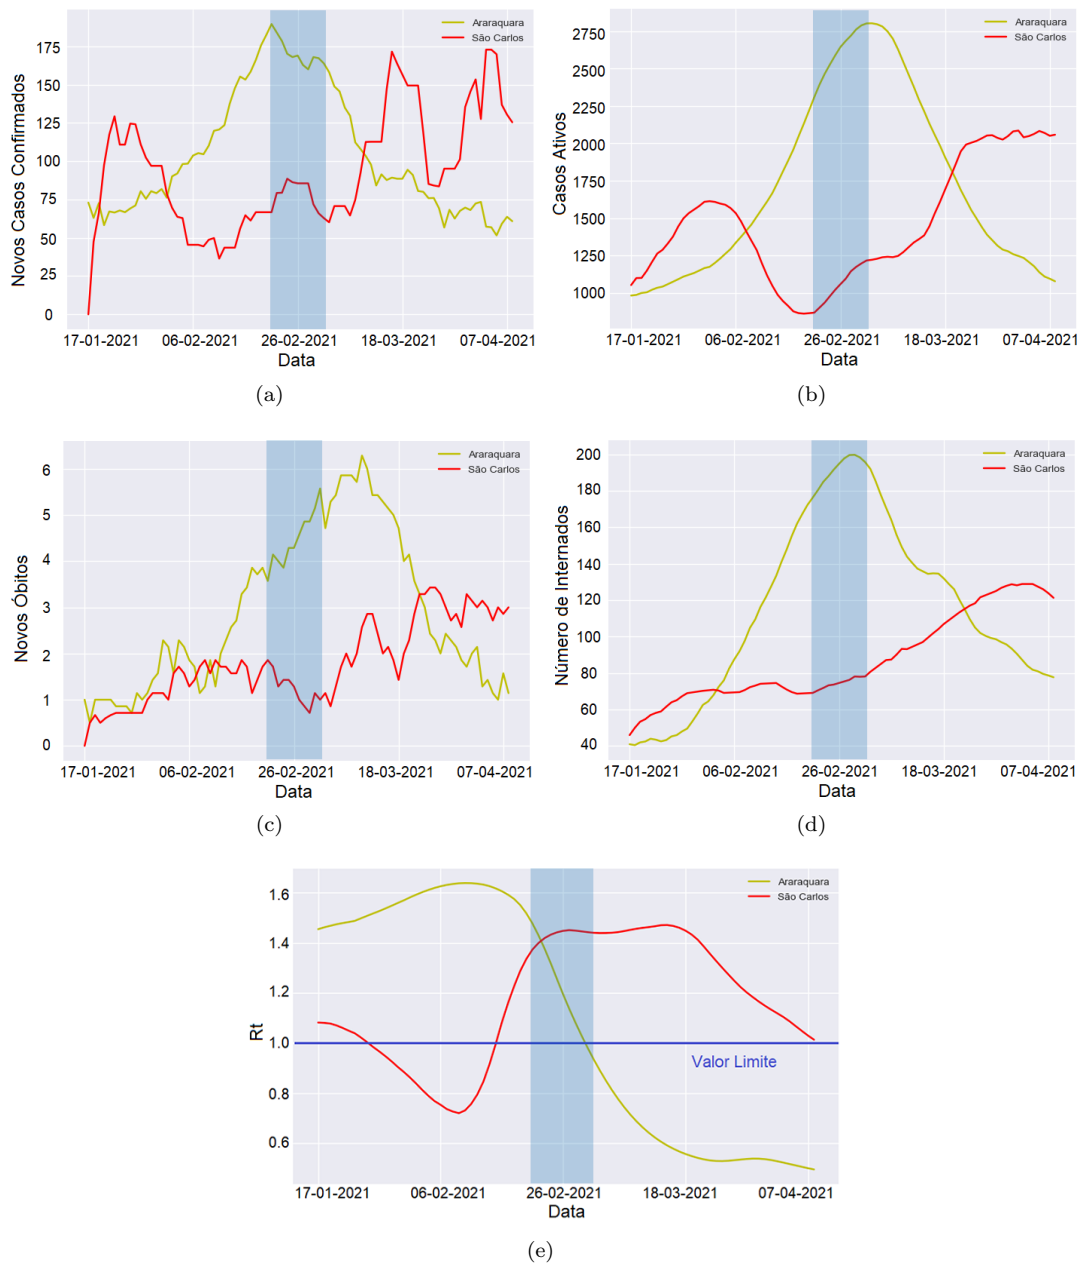 Novos Casos Confirmados
175
150
125
100
75
50
25
0
Araraquara
São Carlos
17-01-2021 06-02-2021 26-02-2021 18-03-2021 07-04-2021
Data
(a)
Casos Ativos
2750
2500
2250
2000
1750
1500
1250
1000
Araraquara
São Carlos
17-01-2021 06-02-2021 26-02-2021 18-03-2021 07-04-2021
Data
(b)
Novos Óbitos
6
5
4
3
2
1
0
Araraquara
São Carlos
17-01-2021 06-02-2021 26-02-2021 18-03-2021 07-04-2021
Data
(c)
Número de Internados
200
180
160
140
120
100
80
60
40
Araraquara
São Carlos
17-01-2021 06-02-2021 26-02-2021 18-03-2021 07-04-2021
Data
(d)
Rt
1.6
1.4
1.2
1.0
0.8
0.6
Araraquara
São Carlos
Valor Limite
17-01-2021 06-02-2021 26-02-2021 18-03-2021 07-04-2021
Data
(e)